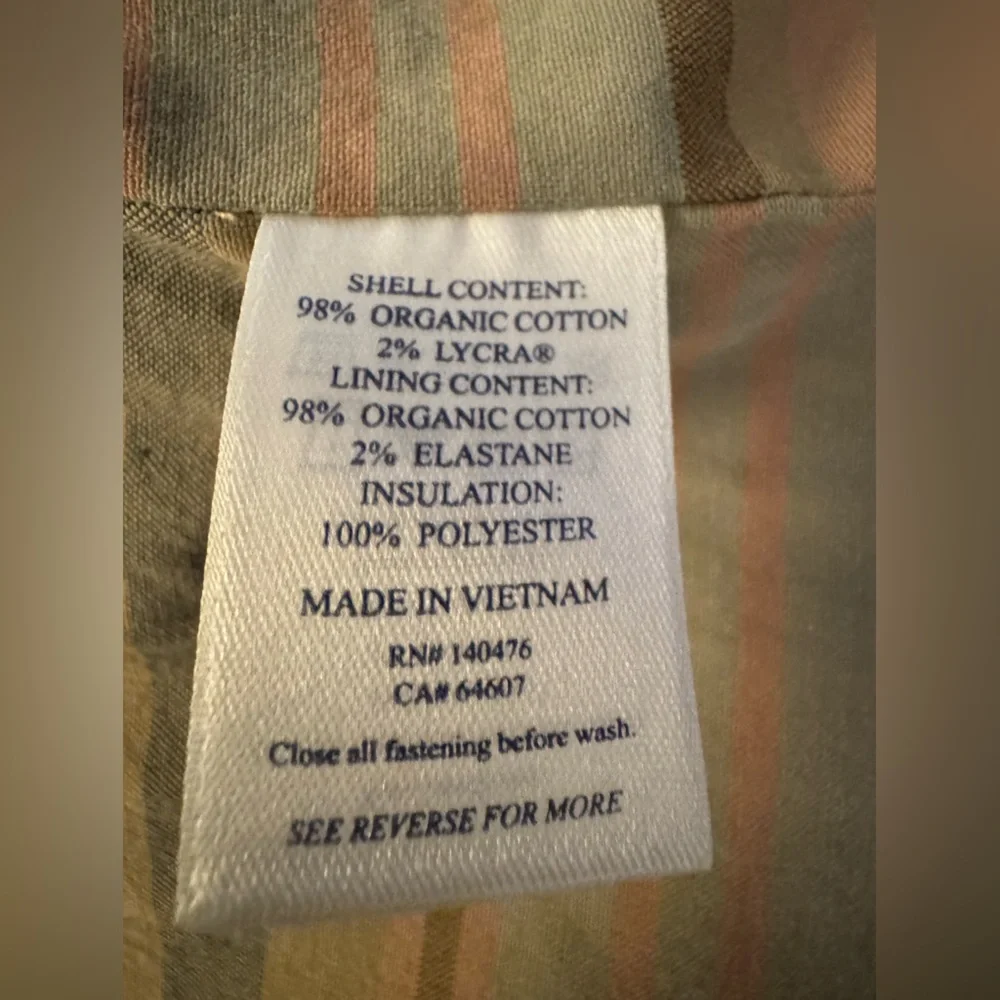 SHELL CONTENT:
98% ORGANIC COTTON
2% LYCRA®
LINING CONTENT:
98% ORGANIC COTTON
2% ELASTANE
INSULATION:
100% POLYESTER
MADE IN VIETNAM
RN# 140476
CA# 64607
Close all fastening before wash.
SEE REVERSE FOR MORE